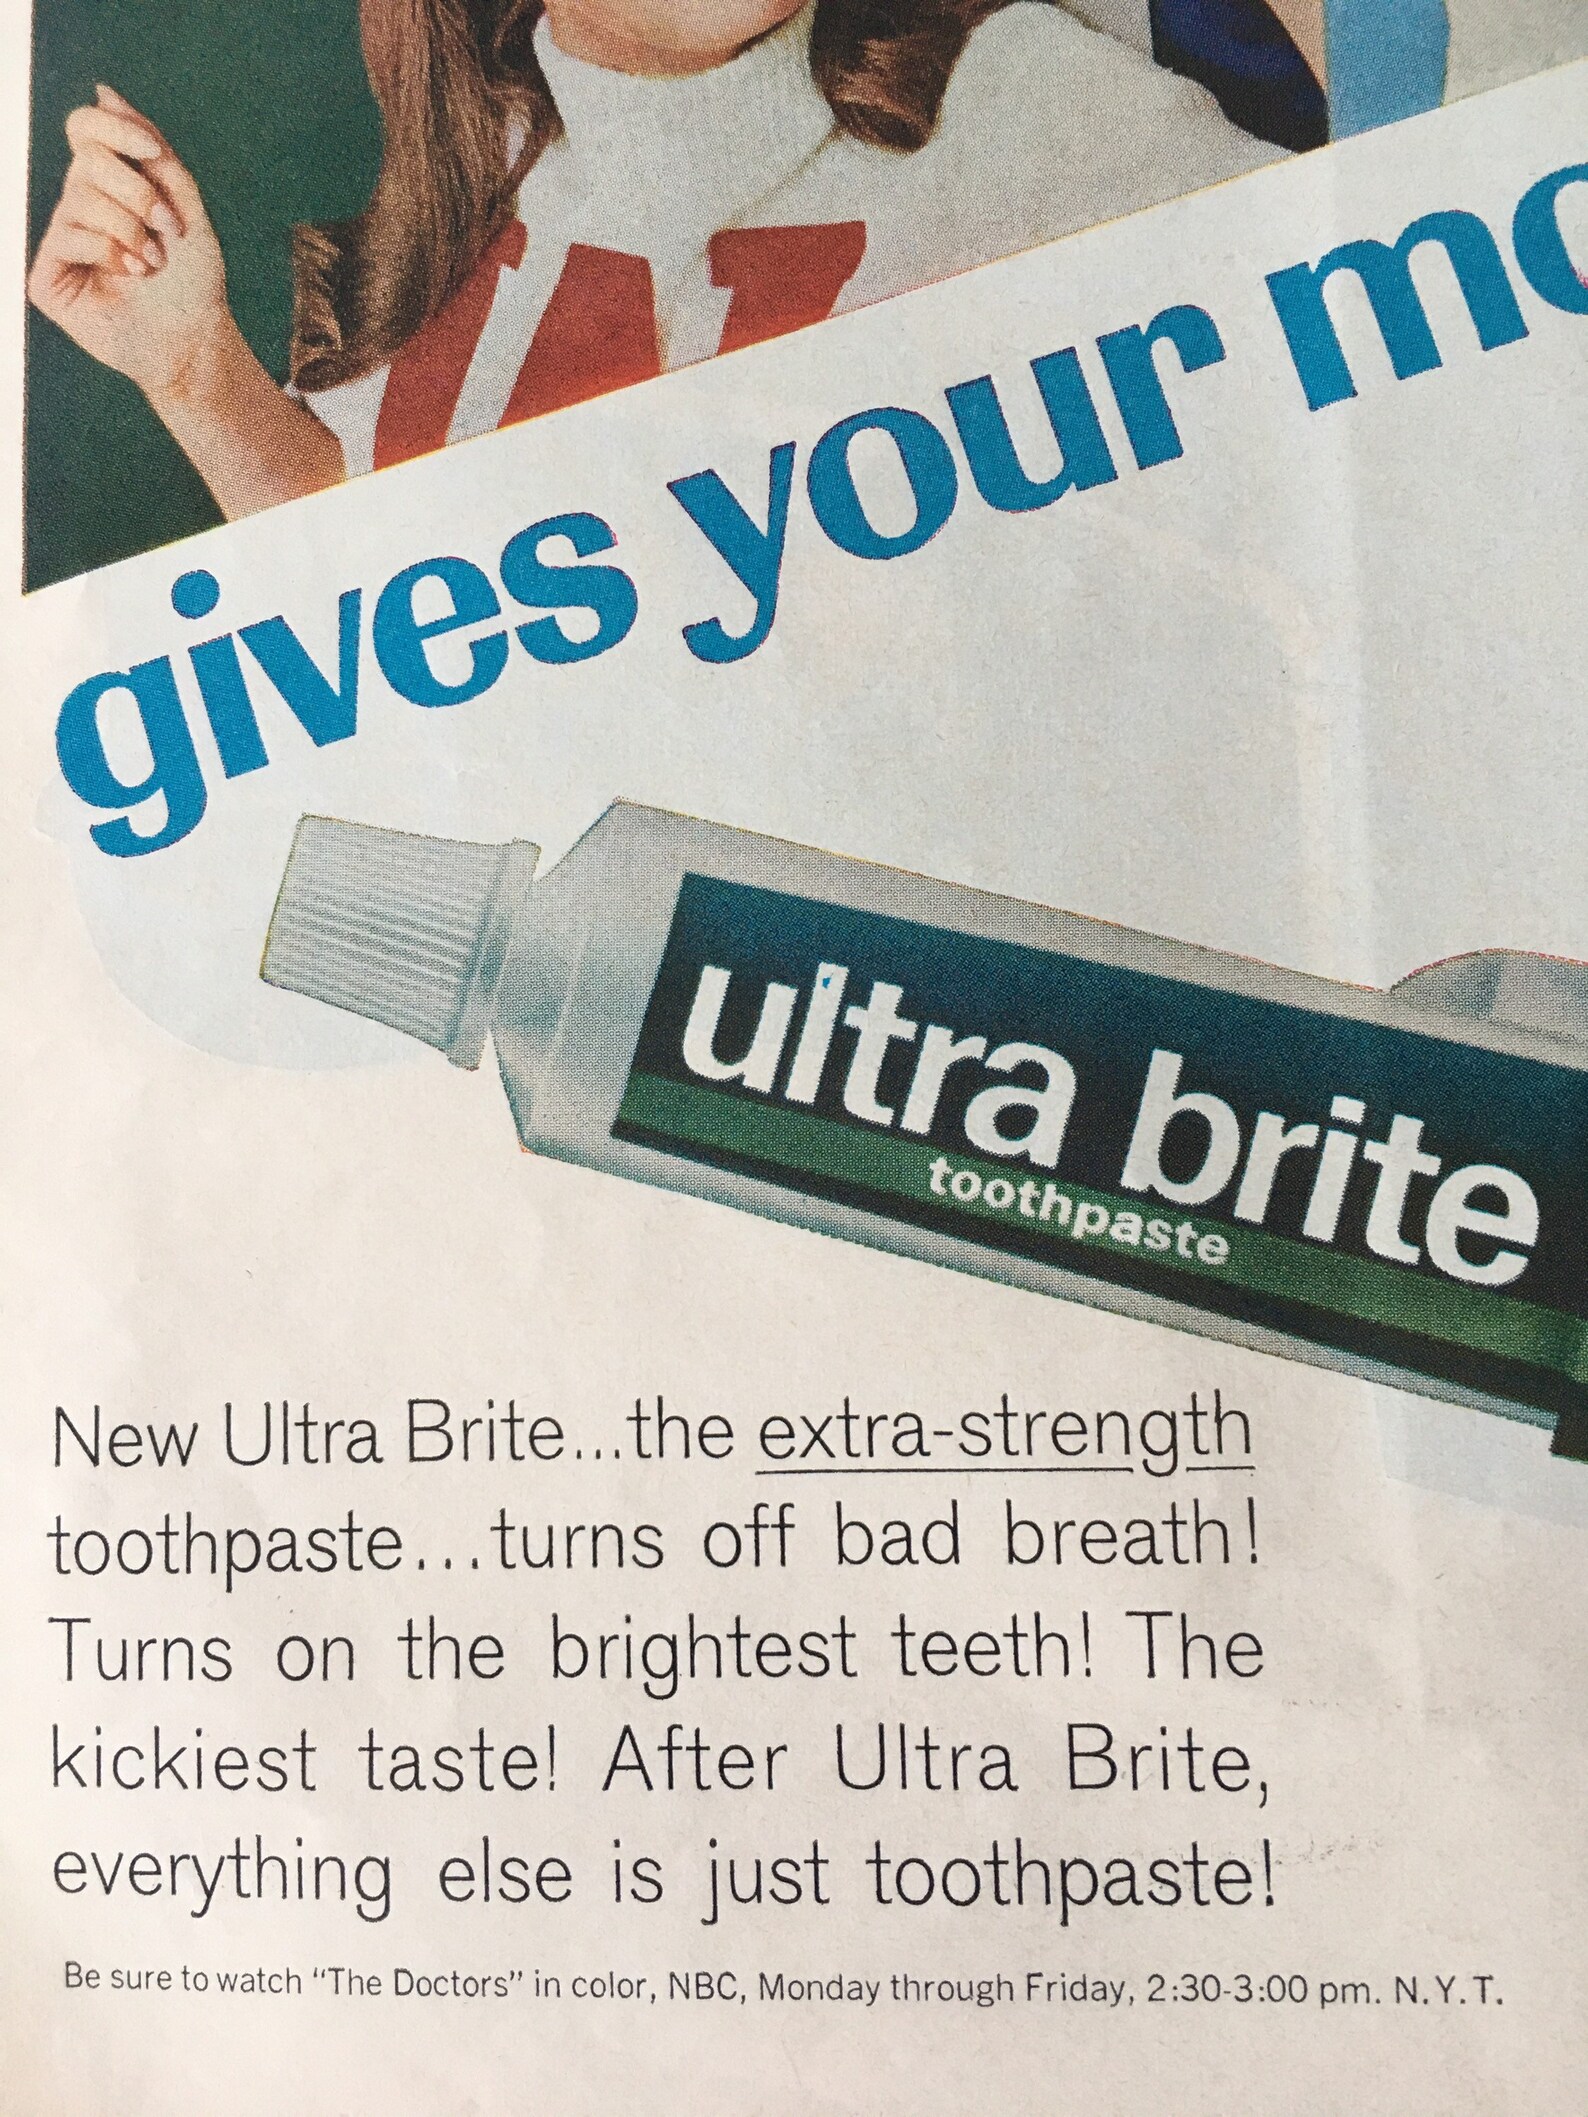 gives your
ultra brite
toothpaste
New Ultra Brite...the extra-strength
toothpaste...turns off bad breath!
Turns on the brightest teeth! The
kickiest taste! After Ultra Brite,
everything else is just toothpaste!
Be sure to watch “The Doctors” in color, NBC, Monday through Friday, 2:30-3:00 pm. N.Y.T.